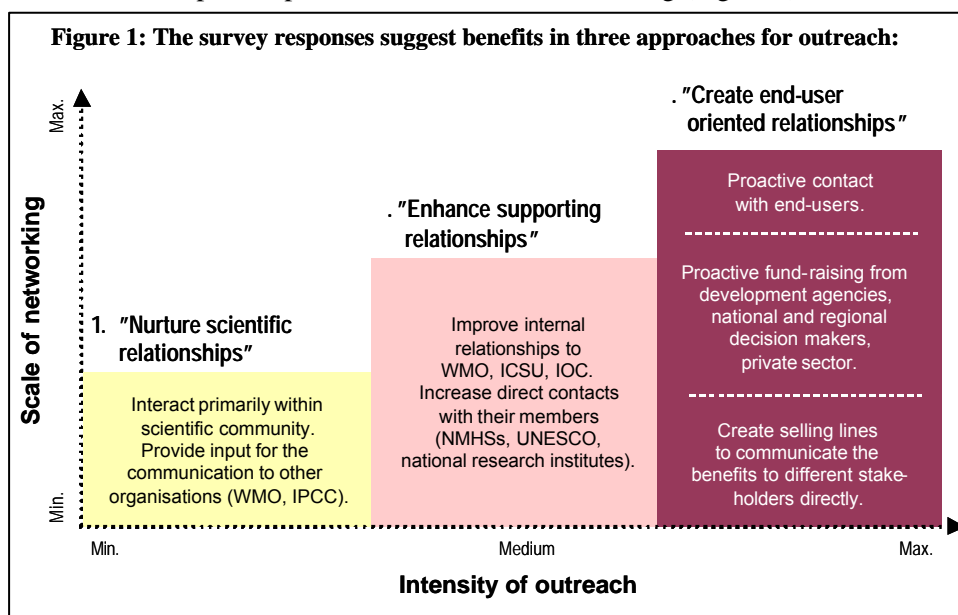 Figure 1: The survey responses suggest benefits in three approaches for outreach:
. "Create end-user
oriented relationships"
Max.
Proactive contact
with end-users.
. "Enhance supporting
relationships"
Proactive fund-raising from
development agencies,
national and regional
decision makers,
private sector.
Scale of networking
1. "Nurture scientific
relationships"
Improve internal
relationships to
WMO, ICSU, IOC.
Increase direct contacts
with their members
(NMHSs, UNESCO,
national research institutes).
Interact primarily within
scientific community.
Provide input for the
communication to other
organisations (WMO, IPCC).
Create selling lines
to communicate the
benefits to different stake-
holders directly.
Min.
Min.
Medium
Max.
Intensity of outreach